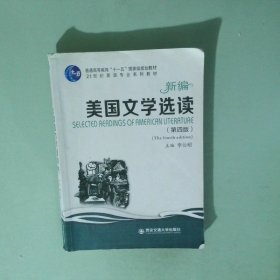 普通高等教育“十一五”国家级规划教材
21世纪英语专业系列教材
新编
美国文学选读
SELECTED READINGS OF AMERICAN LITERATURE
(第四版)
(The fourth edition)
主编 李公昭
西安交通大学出版社